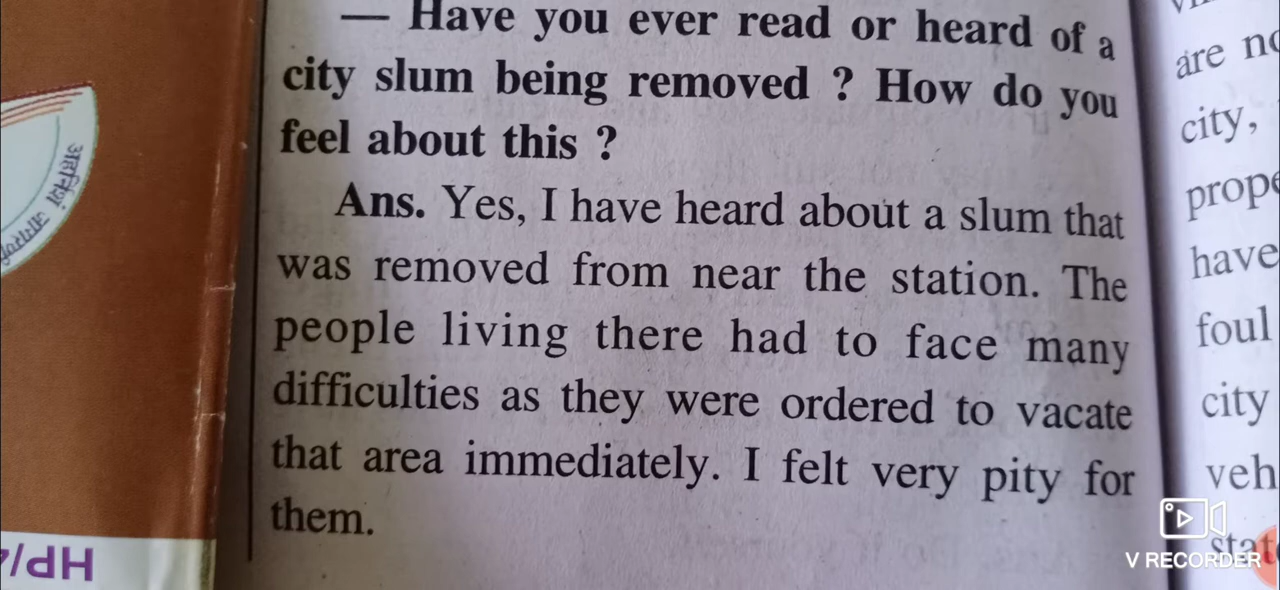 — Have you ever read or heard of a
city slum being removed ? How do you
feel about this ?
Ans. Yes, I have heard about a slum that
was removed from near the station. The
people living there had to face many
difficulties as they were ordered to vacate
that area immediately. I felt very pity for
them.
are
city,
have
foul
city
HP/
V RECORDER